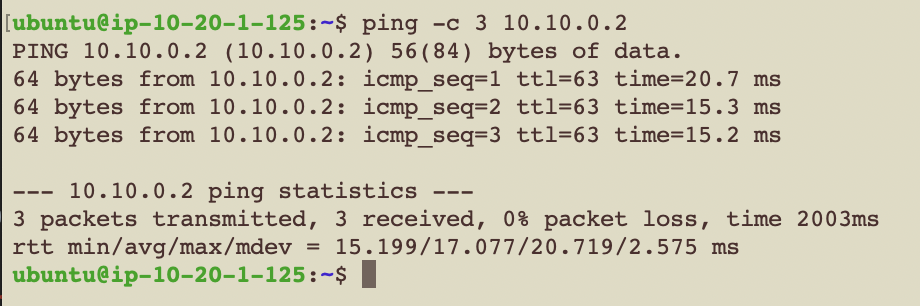 [ubuntu@ip-10-20-1-125:~$ ping -c 3 10.10.0.2
PING 10.10.0.2 (10.10.0.2) 56(84) bytes of data.
64 bytes from 10.10.0.2: icmp_seq=1 ttl=63 time=20.7 ms
64 bytes from 10.10.0.2: icmp_seq=2 ttl=63 time=15.3 ms
64 bytes from 10.10.0.2: icmp_seq=3 ttl=63 time=15.2 ms
--- 10.10.0.2 ping statistics ---
3 packets transmitted, 3 received, 0% packet loss, time 2003ms
rtt min/avg/max/mdev = 15.199/17.077/20.719/2.575 ms
ubuntu@ip-10-20-1-125:~$